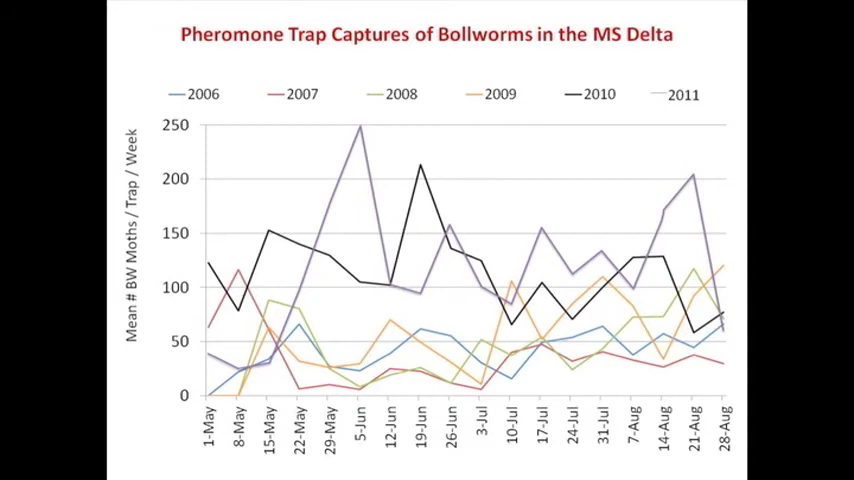 Pheromone Trap Captures of Bollworms in the MS Delta
2006 2007 2008 2009 2010 2011
Mean # BW Moths / Trap / Week
250
200
150
100
50
0
1-May
8-May
15-May
22-May
29-May
5-Jun
12-Jun
19-Jun
26-Jun
3-Jul
10-Jul
17-Jul
24-Jul
31-Jul
7-Aug
14-Aug
21-Aug
28-Aug